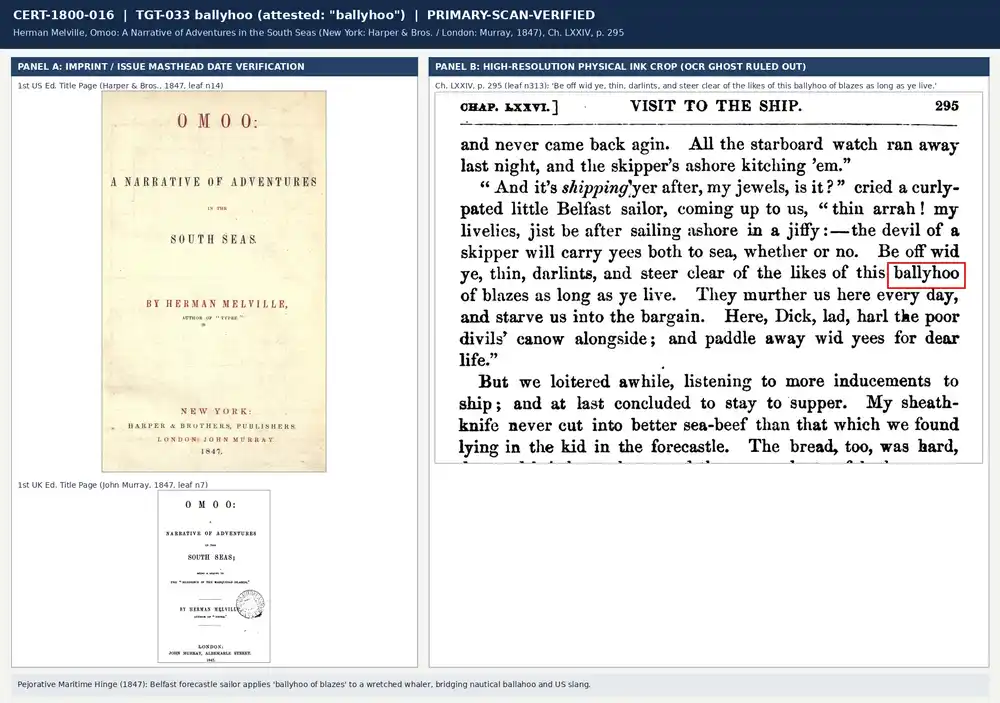 CERT-1800-016 | TGT-033 ballyhoo (attested: "ballyhoo") | PRIMARY-SCAN-VERIFIED
Herman Melville, Omoo: A Narrative of Adventures in the South Seas (New York: Harper & Bros. / London: Murray, 1847), Ch. LXXIV, p. 295
PANEL A: IMPRINT / ISSUE MASTHEAD DATE VERIFICATION
1st US Ed. Title Page (Harper & Bros., 1847, leaf n14)
OMOO:
A NARRATIVE OF ADVENTURES
IN THE
SOUTH SEAS.
BY HERMAN MELVILLE,
AUTHOR OF "TYPEE."
NEW YORK:
HARPER & BROTHERS, PUBLISHERS.
LONDON: JOHN MURRAY
1847.
1st UK Ed. Title Page (John Murray, 1847, leaf n7)
OMOO:
A
NARRATIVE OF ADVENTURES
IN THE
SOUTH SEAS;
BEING A SEQUEL TO
THE "RESIDENCE IN THE MARQUESAS ISLANDS."
BY HERMAN MELVILLE,
AUTHOR OF "TYPEE."
LONDON:
JOHN MURRAY, ALBEMARLE STREET.
1847.
PANEL B: HIGH-RESOLUTION PHYSICAL INK CROP (OCR GHOST RULED OUT)
Ch. LXXIV, p. 295 (leaf n313): 'Be off wid ye, thin, darlints, and steer clear of the likes of this ballyhoo of blazes as long as ye live.'
CHAP. LXXVI.] VISIT TO THE SHIP. 295
and never came back agin. All the starboard watch ran away
last night, and the skipper's ashore kitching 'em."
"And it's shipping yer after, my jewels, is it?" cried a curly-
pated little Belfast sailor, coming up to us, "thin arrah! my
livelies, jist be after sailing ashore in a jiffy:—the devil of a
skipper will carry yees both to sea, whether or no. Be off wid
ye, thin, darlints, and steer clear of the likes of this ballyhoo
of blazes as long as ye live. They murther us here every day,
and starve us into the bargain. Here, Dick, lad, harl the poor
divils' canow alongside; and paddle away wid yees for dear
life."
But we loitered awhile, listening to more inducements to
ship; and at last concluded to stay to supper. My sheath-
knife never cut into better sea-beef than that which we found
lying in the kid in the forecastle. The bread, too, was hard,
Pejorative Maritime Hinge (1847): Belfast forecastle sailor applies 'ballyhoo of blazes' to a wretched whaler, bridging nautical ballahoo and US slang.